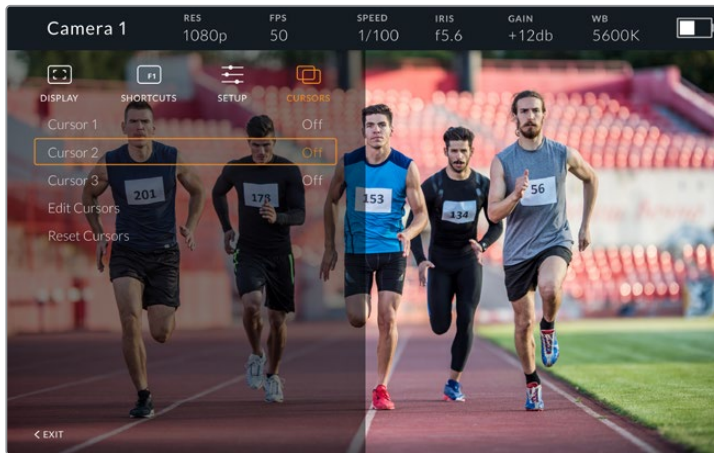 Camera 1
RES FPS SPEED IRIS GAIN WB
1080p 50 1/100 f5.6 +12db 5600K
F1
DISPLAY SHORTCUTS SETUP CURSORS
Cursor 1 Off
Cursor 2 Off
Cursor 3 Off
Edit Cursors
Reset Cursors
201
178
153
134
56
< EXIT